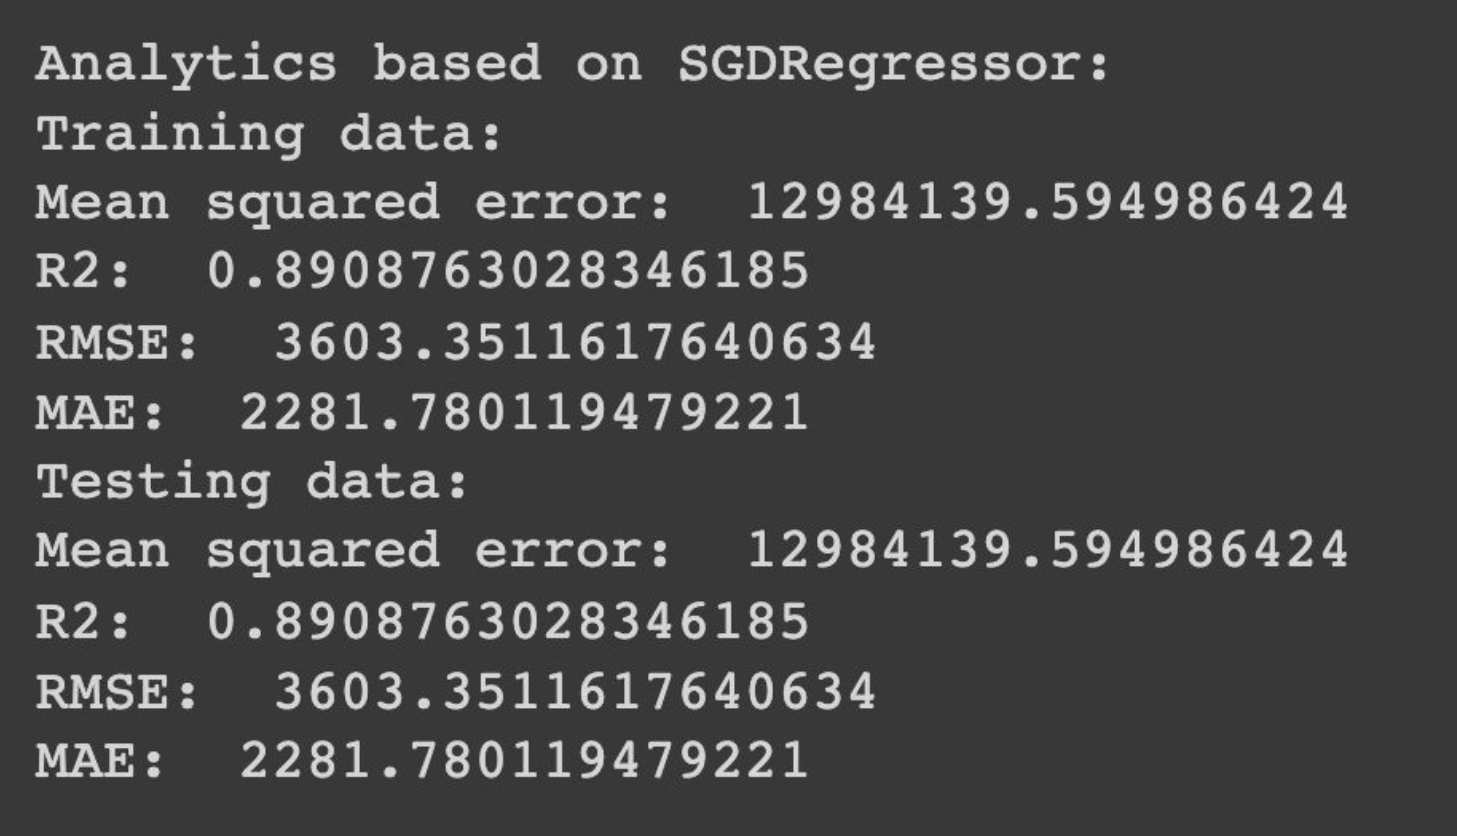 Analytics based on SGDRegressor:
Training data:
Mean squared error:  12984139.594986424
R2:  0.8908763028346185
RMSE:  3603.3511617640634
MAE:  2281.780119479221
Testing data:
Mean squared error:  12984139.594986424
R2:  0.8908763028346185
RMSE:  3603.3511617640634
MAE:  2281.780119479221